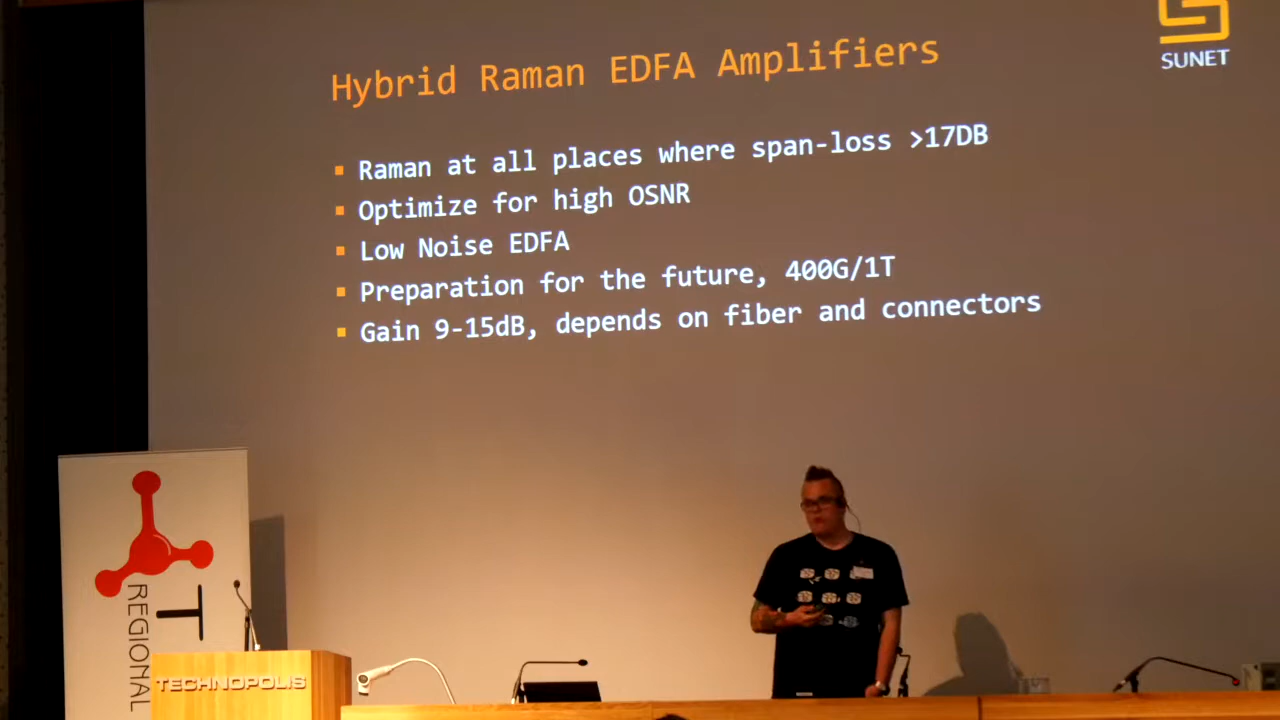 Hybrid Raman EDFA Amplifiers
SUNET
Raman at all places where span-loss >17DB
Optimize for high OSNR
Low Noise EDFA
Preparation for the future, 400G/1T
Gain 9-15dB, depends on fiber and connectors
T
REGIONAL
TECHNOPOLIS